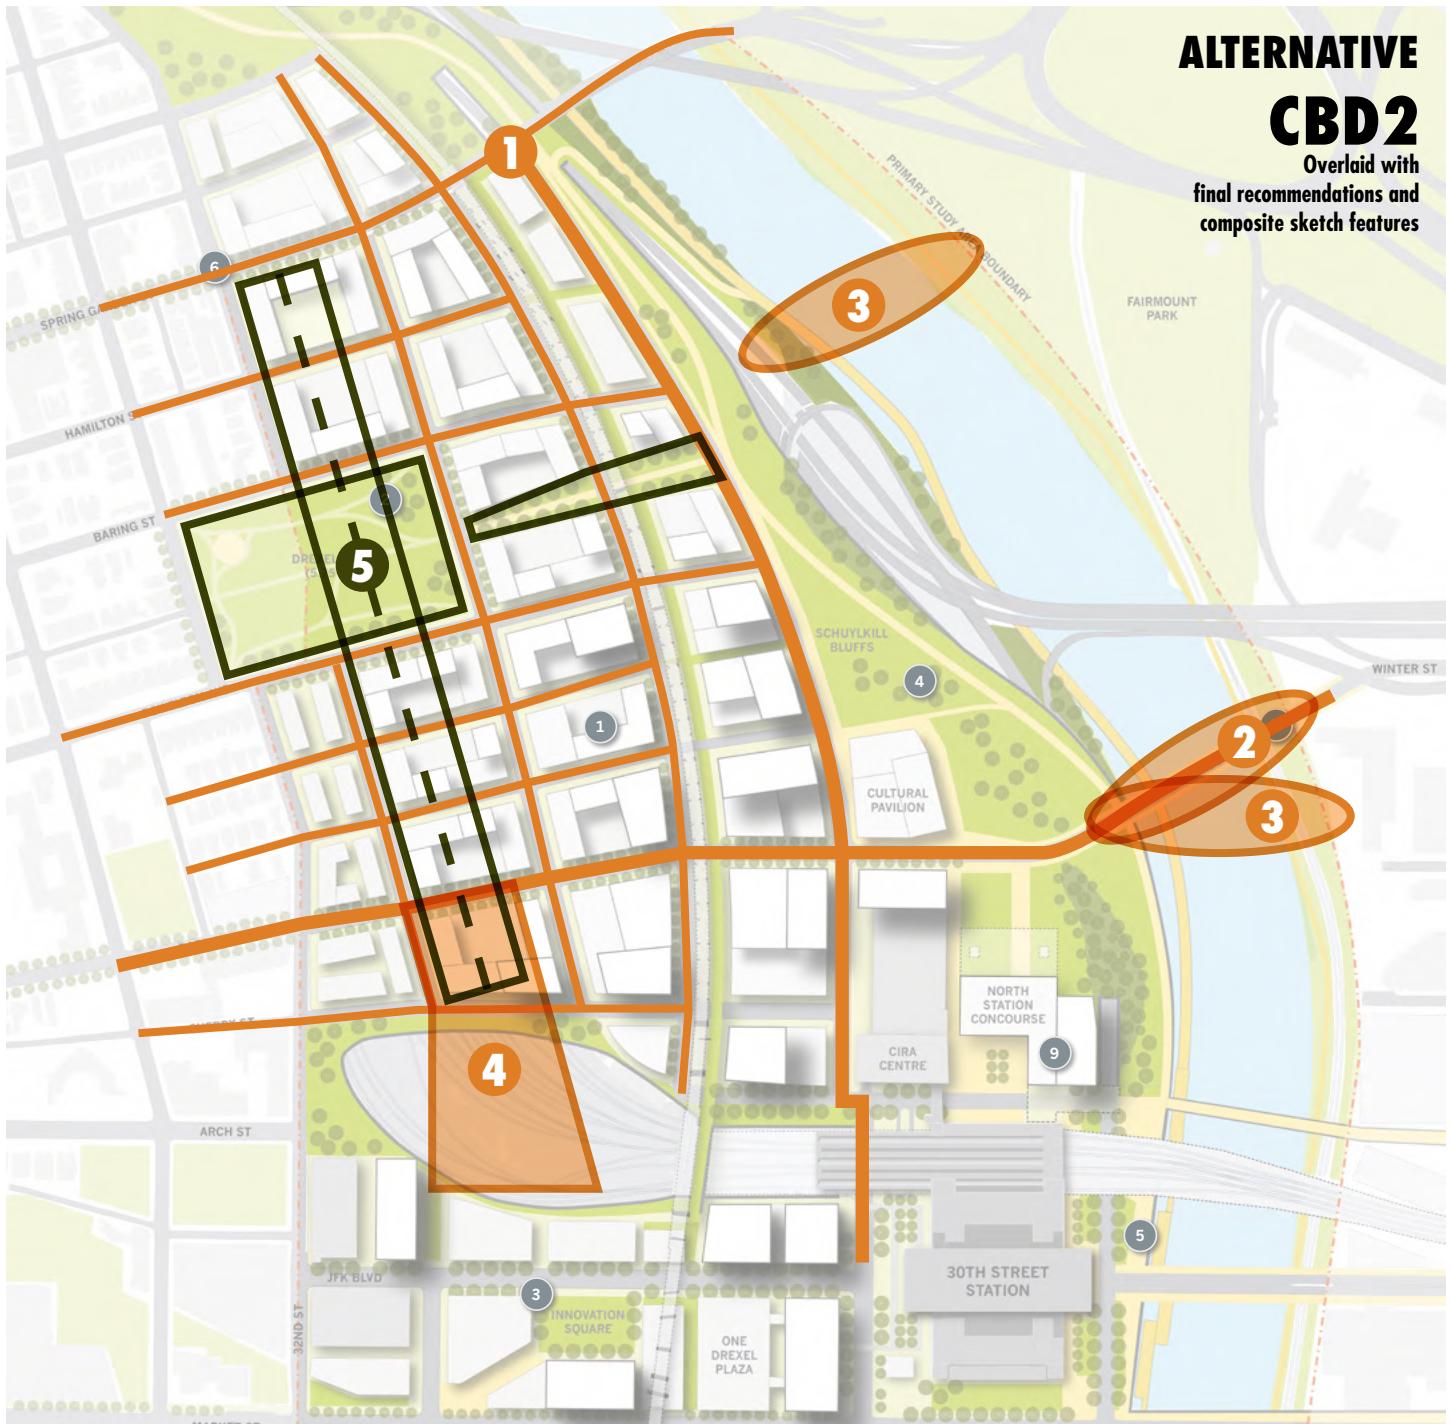 ALTERNATIVE
CBD2
Overlaid with
final recommendations and
composite sketch features
1
PRIMARY STUDY AREA BOUNDARY
6
3
FAIRMOUNT
PARK
SPRING GA
HAMILTON S
BARING ST
2
5
SCHUYLKILL
BLUFFS
4
WINTER ST
1
2
CULTURAL
PAVILION
3
NORTH
STATION
CONCOURSE
CIRA
CENTRE
9
4
ARCH ST
5
JFK BLVD
3
30TH STREET
STATION
INNOVATION
SQUARE
32ND ST
ONE
DREXEL
PLAZA